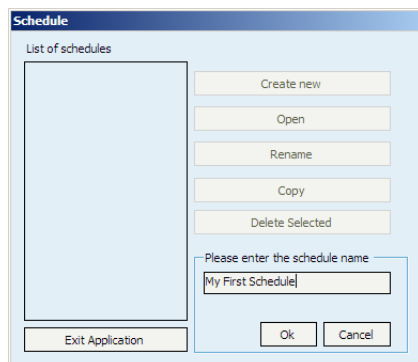 Schedule
List of schedules
Create new
Open
Rename
Copy
Delete Selected
Please enter the schedule name
My First Schedule
Ok Cancel
Exit Application